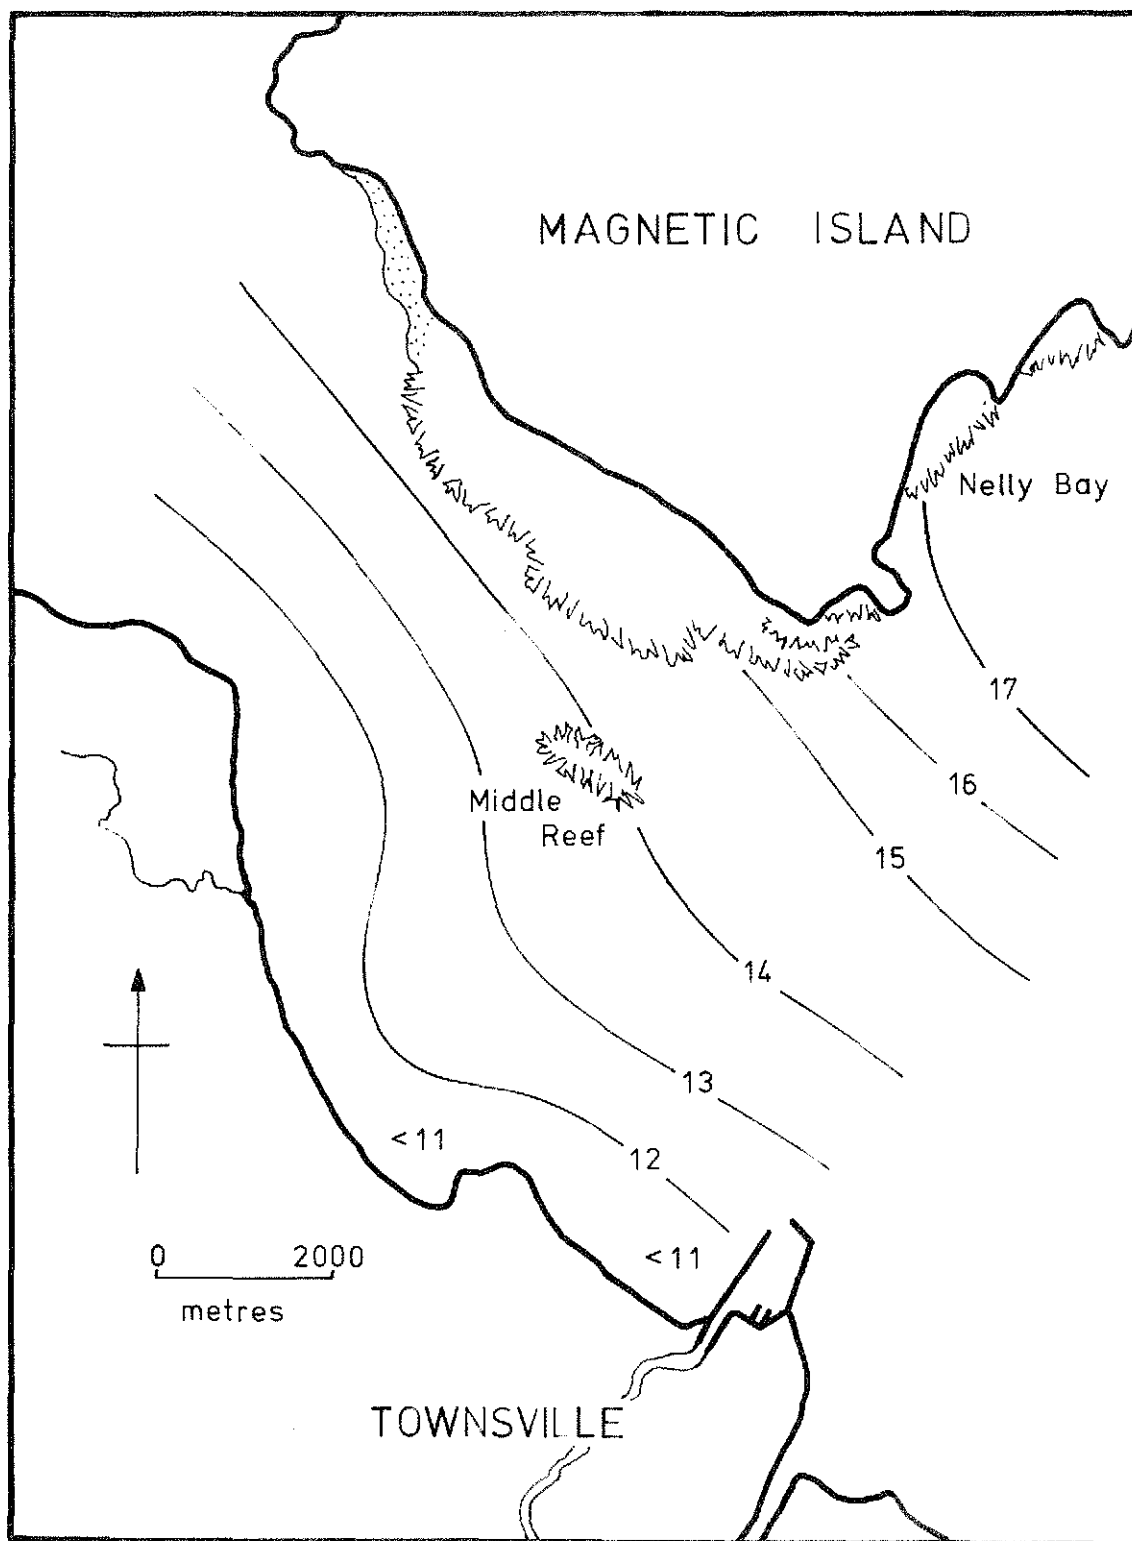 MAGNETIC ISLAND
Nelly Bay
17
16
Middle
Reef
15
14
13
<11
12
<11
0 2000
metres
TOWNSVILLE